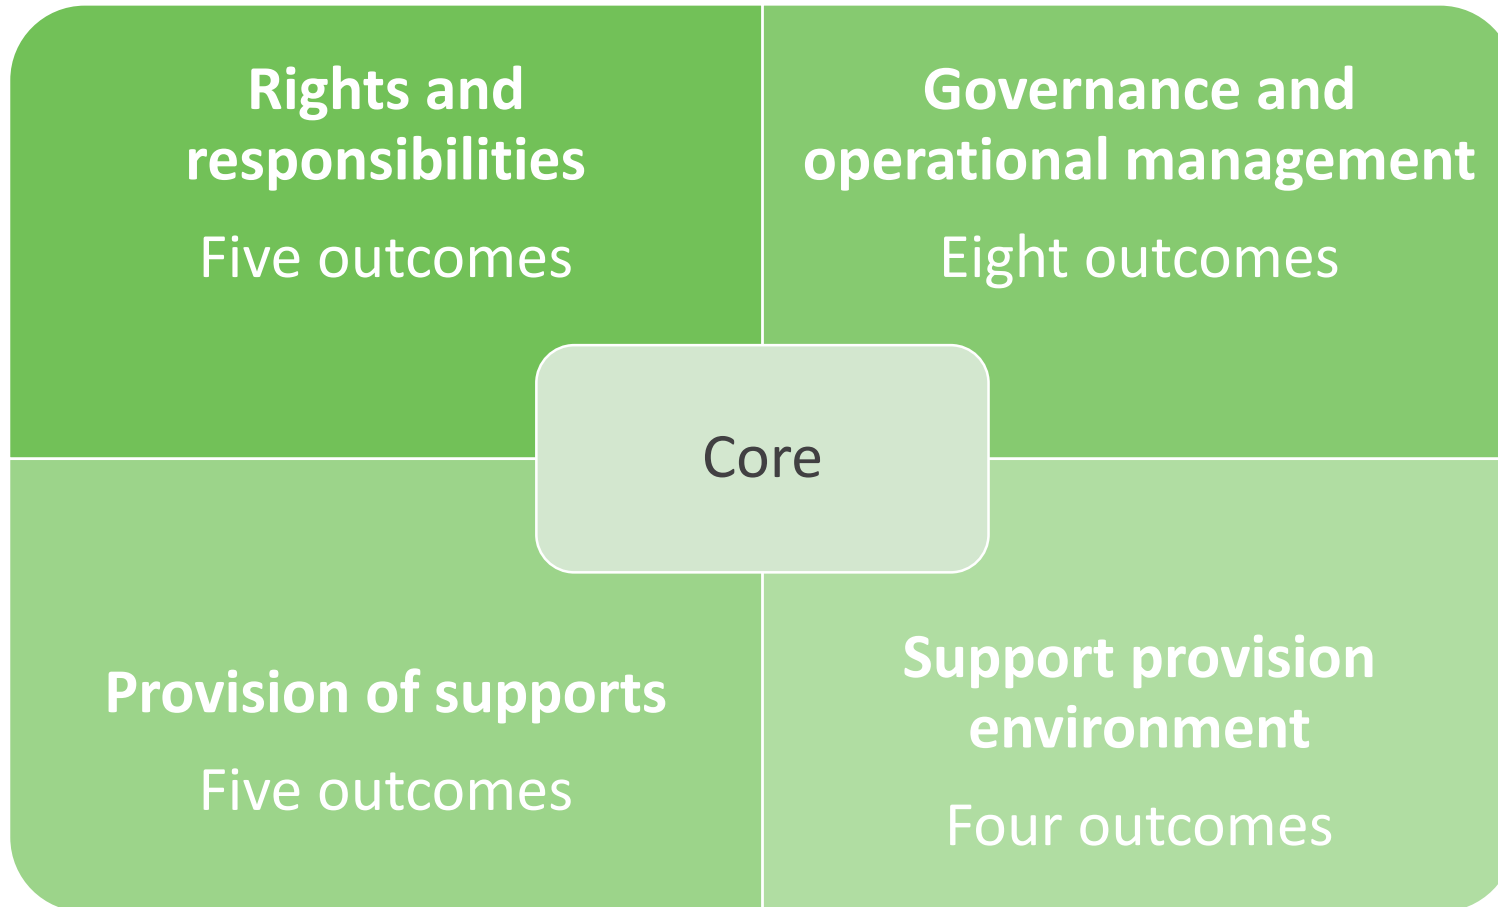 Rights and
responsibilities
Five outcomes
Governance and
operational management
Eight outcomes
Core
Provision of supports
Five outcomes
Support provision
environment
Four outcomes